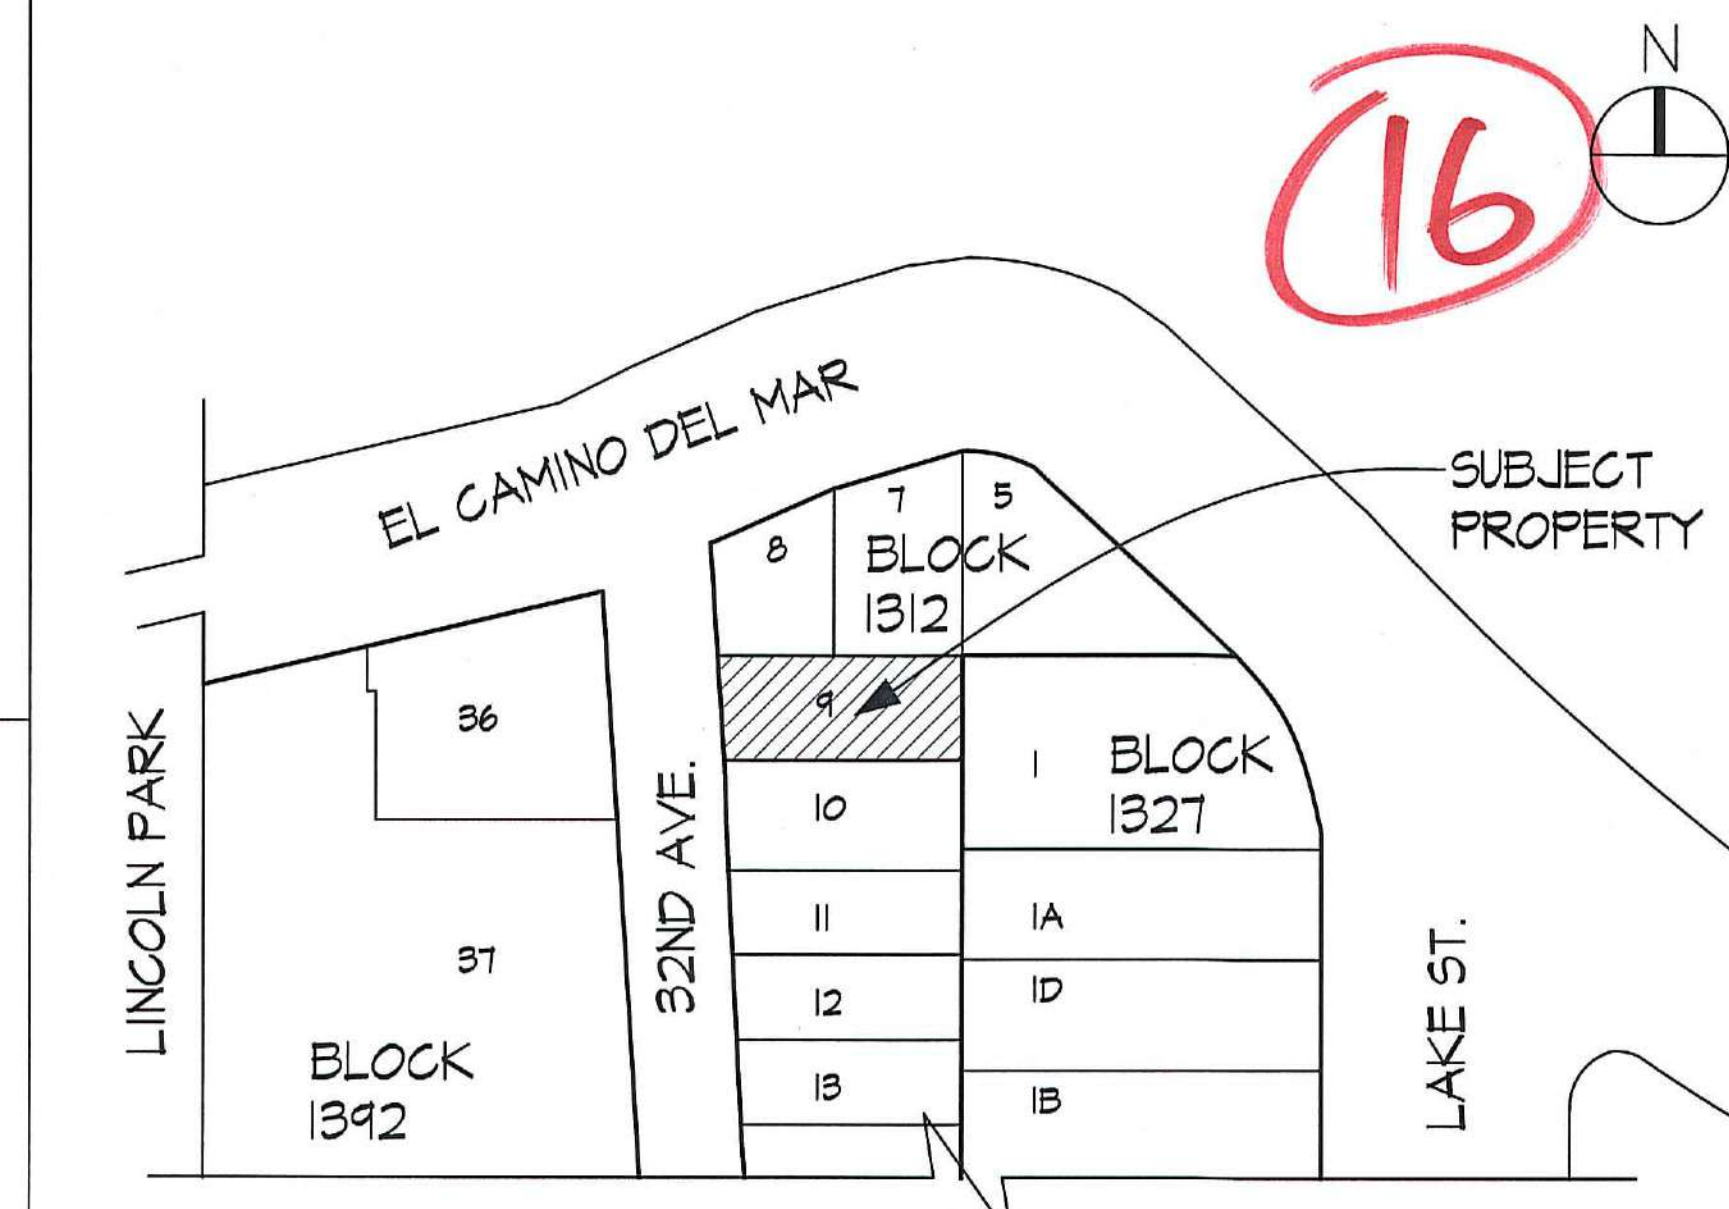 N
16
EL CAMINO DEL MAR
SUBJECT
PROPERTY
7
5
8
BLOCK
1312
9
36
1
BLOCK
1327
10
LINCOLN PARK
32ND AVE.
11
1A
37
12
1D
LAKE ST.
BLOCK
1392
13
1B